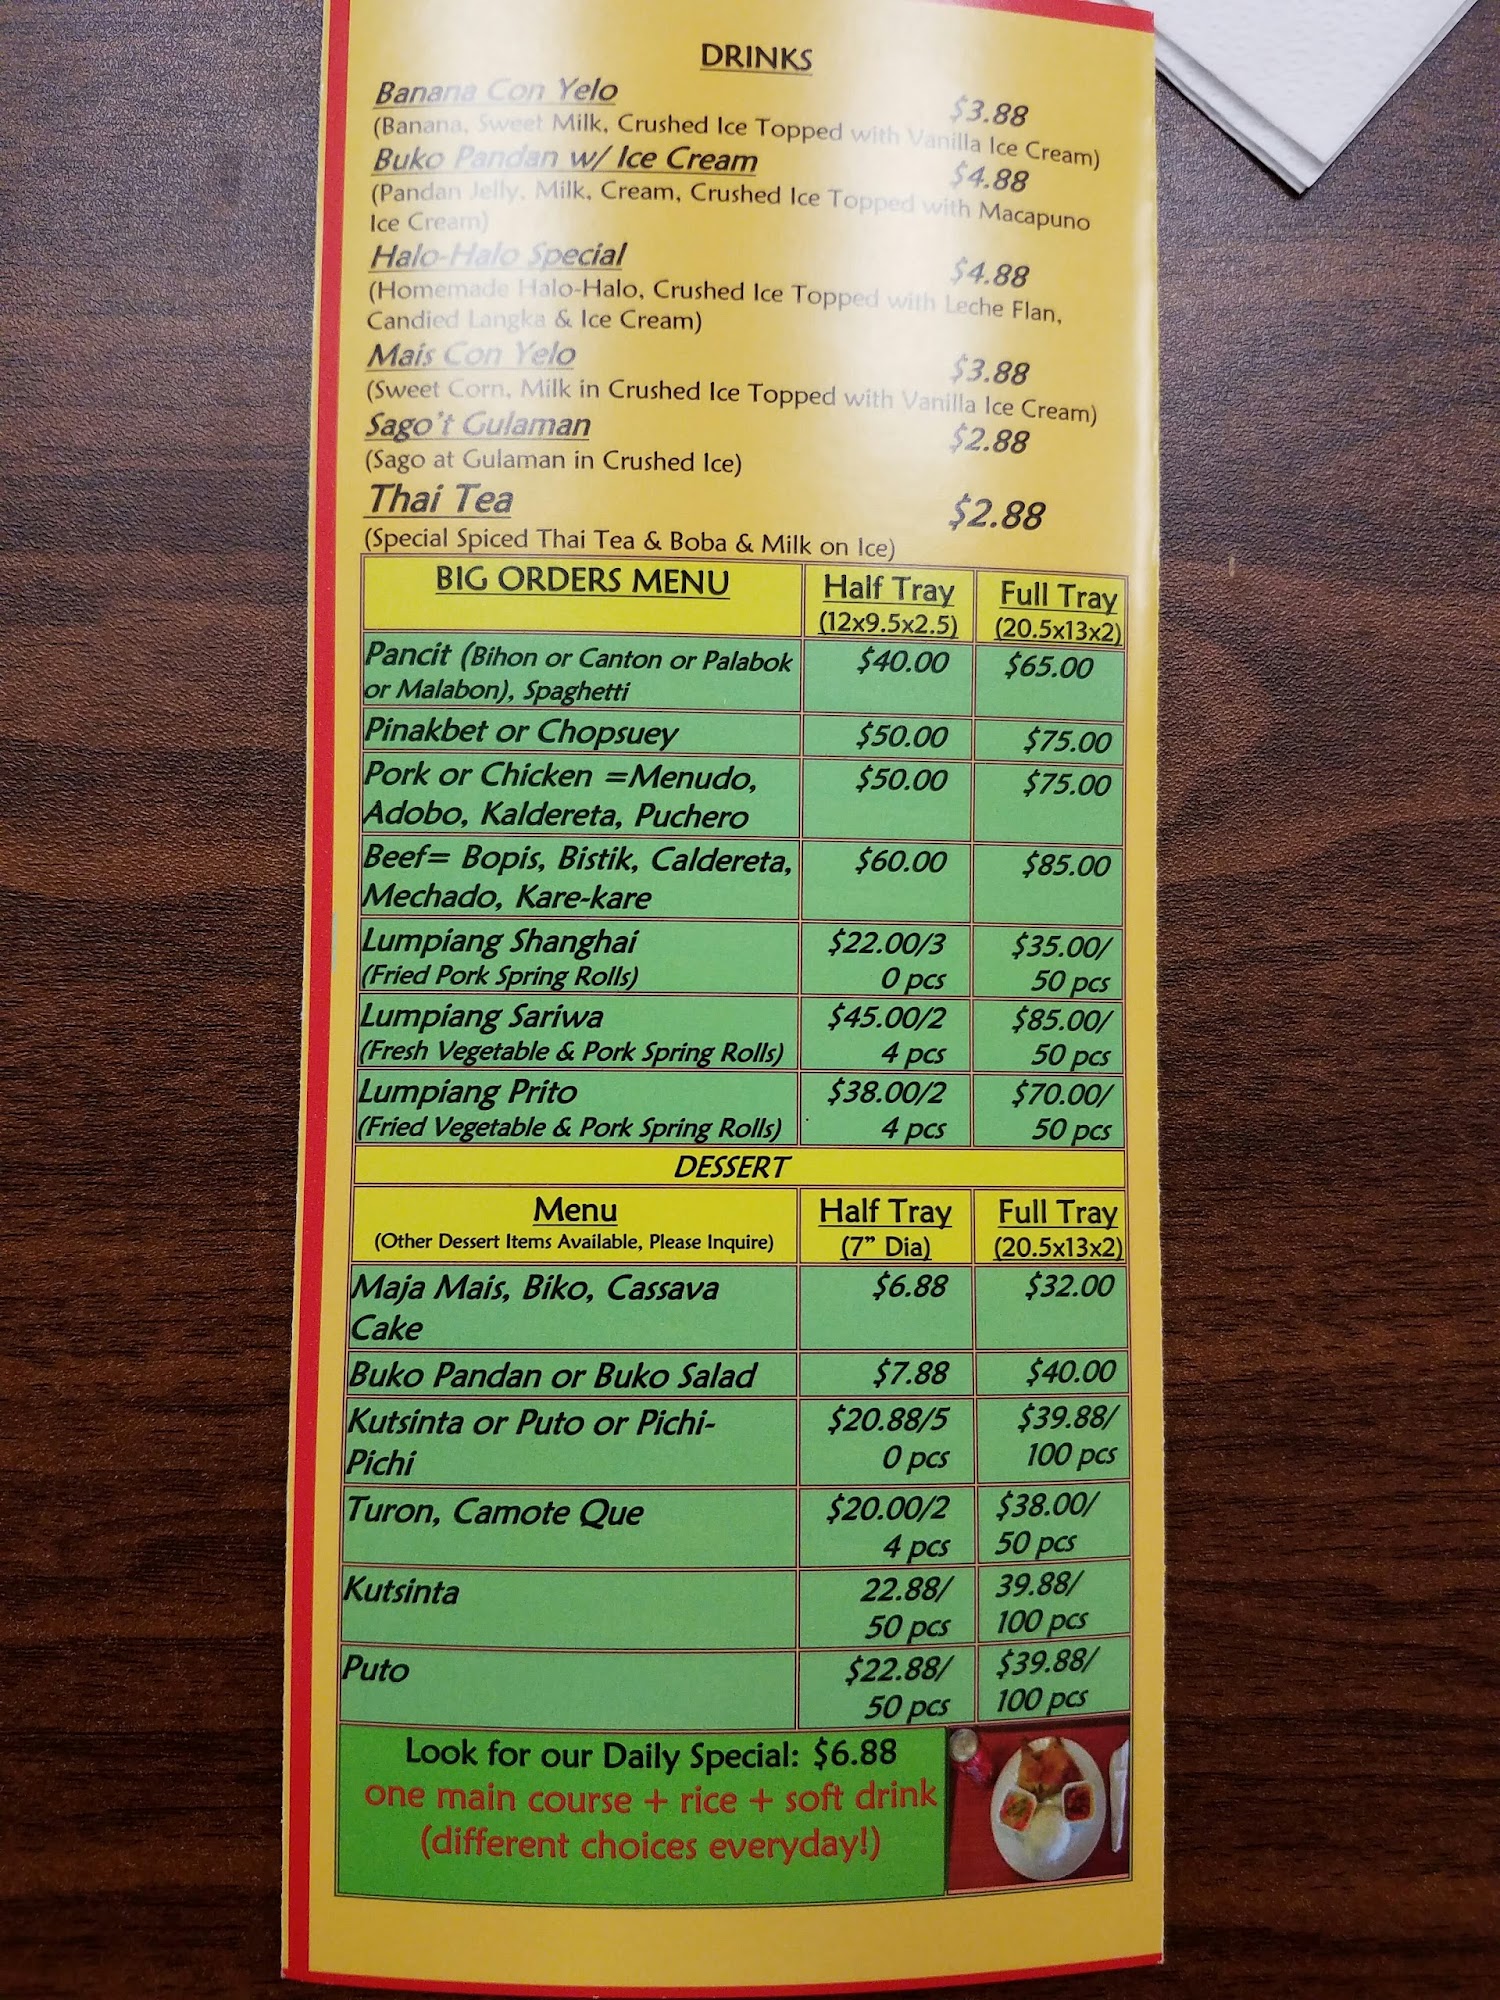 DRINKS
Banana Con Yelo $3.88
(Banana, Sweet Milk, Crushed Ice Topped with Vanilla Ice Cream)
Buko Pandan w/ Ice Cream $4.88
(Pandan Jelly, Milk, Cream, Crushed Ice Topped with Macapuno
Ice Cream)
Halo-Halo Special $4.88
(Homemade Halo-Halo, Crushed Ice Topped with Leche Flan,
Candied Langka & Ice Cream)
Mais Con Yelo $3.88
(Sweet Corn, Milk in Crushed Ice Topped with Vanilla Ice Cream)
Sago't Gulaman $2.88
(Sago at Gulaman in Crushed Ice)
Thai Tea $2.88
(Special Spiced Thai Tea & Boba & Milk on Ice)
BIG ORDERS MENU Half Tray Full Tray
(12x9.5x2.5) (20.5x13x2)
Pancit (Bihon or Canton or Palabok $40.00 $65.00
or Malabon), Spaghetti
Pinakbet or Chopsuey $50.00 $75.00
Pork or Chicken =Menudo, $50.00 $75.00
Adobo, Kaldereta, Puchero
Beef= Bopis, Bistik, Caldereta, $60.00 $85.00
Mechado, Kare-kare
Lumpiang Shanghai $22.00/3 $35.00/
(Fried Pork Spring Rolls) 0 pcs 50 pcs
Lumpiang Sariwa $45.00/2 $85.00/
(Fresh Vegetable & Pork Spring Rolls) 4 pcs 50 pcs
Lumpiang Prito $38.00/2 $70.00/
(Fried Vegetable & Pork Spring Rolls) 4 pcs 50 pcs
DESSERT
Menu Half Tray Full Tray
(Other Dessert Items Available, Please Inquire) (7" Dia) (20.5x13x2)
Maja Mais, Biko, Cassava $6.88 $32.00
Cake
Buko Pandan or Buko Salad $7.88 $40.00
Kutsinta or Puto or Pichi- $20.88/5 $39.88/
Pichi 0 pcs 100 pcs
Turon, Camote Que $20.00/2 $38.00/
4 pcs 50 pcs
Kutsinta 22.88/ 39.88/
50 pcs 100 pcs
Puto $22.88/ $39.88/
50 pcs 100 pcs
Look for our Daily Special: $6.88
one main course + rice + soft drink
(different choices everyday!)